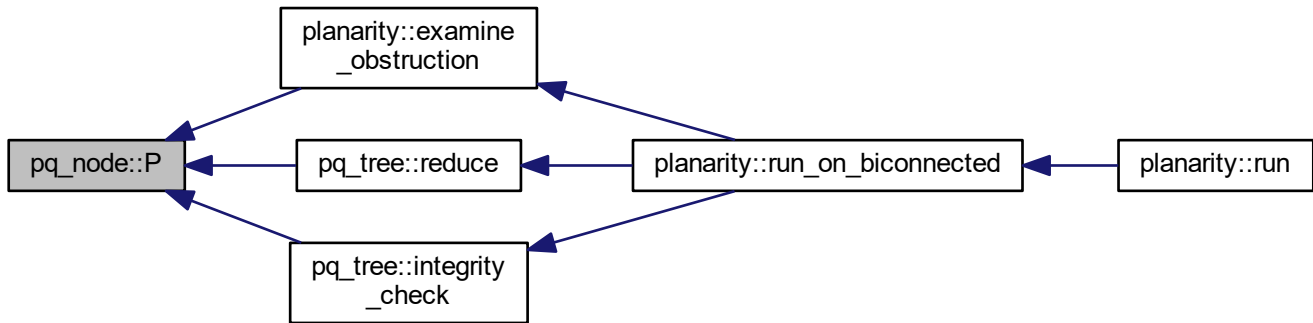 planarity::examine
_obstruction
pq_node::P
pq_tree::reduce
planarity::run_on_biconnected
planarity::run
pq_tree::integrity
_check